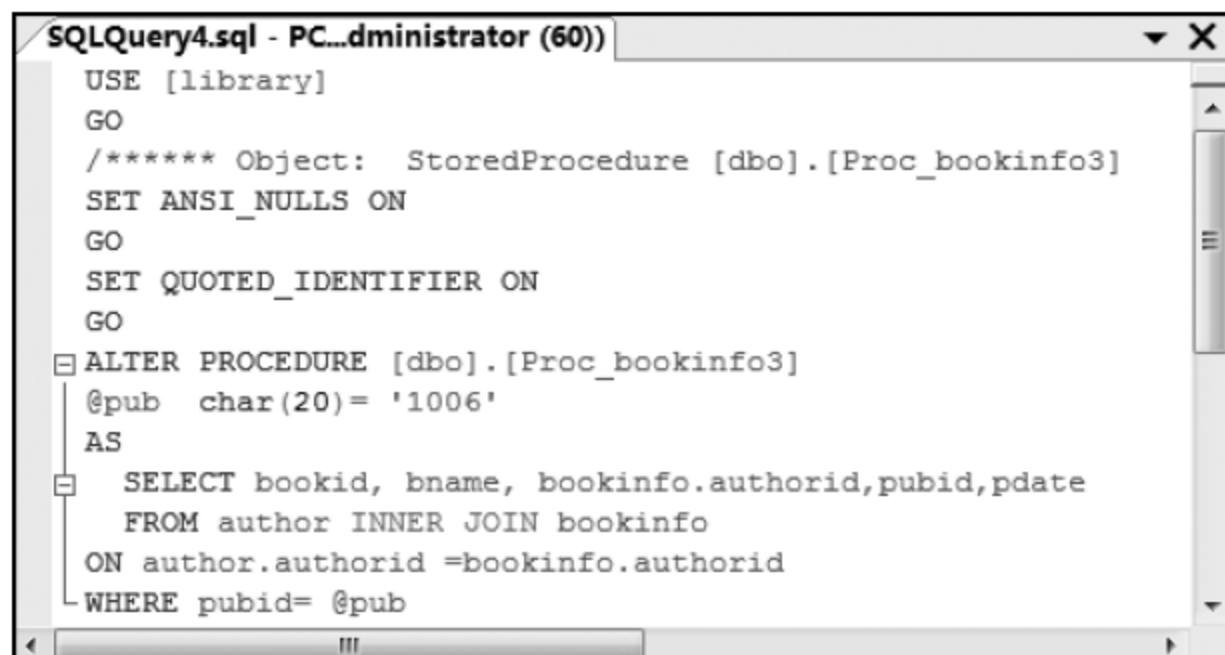 SQLQuery4.sql - PC...dministrator (60))
USE [library]
GO
/****** Object:  StoredProcedure [dbo].[Proc_bookinfo3]
SET ANSI_NULLS ON
GO
SET QUOTED_IDENTIFIER ON
GO
ALTER PROCEDURE [dbo].[Proc_bookinfo3]
@pub  char(20)= '1006'
AS
SELECT bookid, bname, bookinfo.authorid,pubid,pdate
FROM author INNER JOIN bookinfo
ON author.authorid =bookinfo.authorid
WHERE pubid= @pub